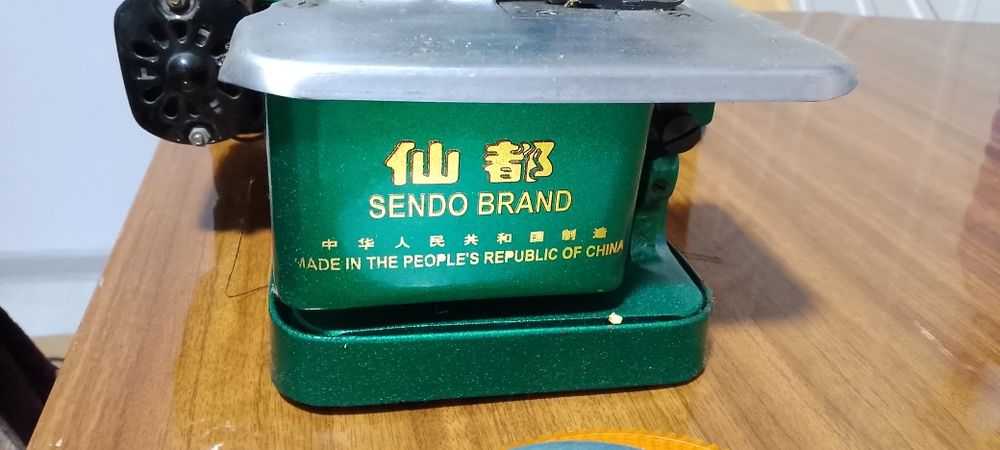 仙都
SENDO BRAND
中华人民共和国制造
MADE IN THE PEOPLE'S REPUBLIC OF CHINA